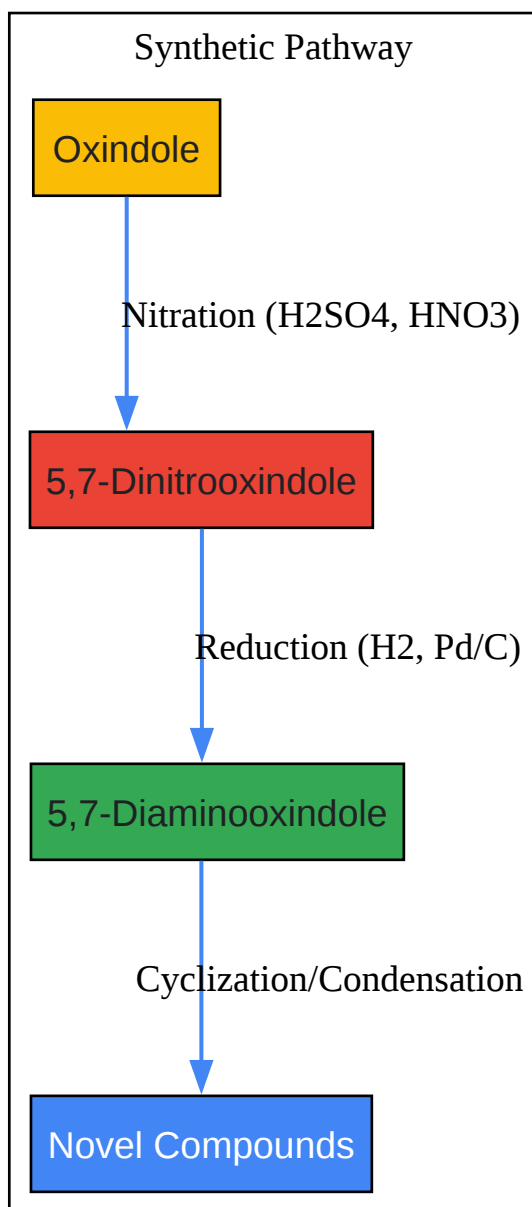 Synthetic Pathway
Oxindole
Nitration (H2SO4, HNO3)
5,7-Dinitrooxindole
Reduction (H2, Pd/C)
5,7-Diaminooxindole
Cyclization/Condensation
Novel Compounds